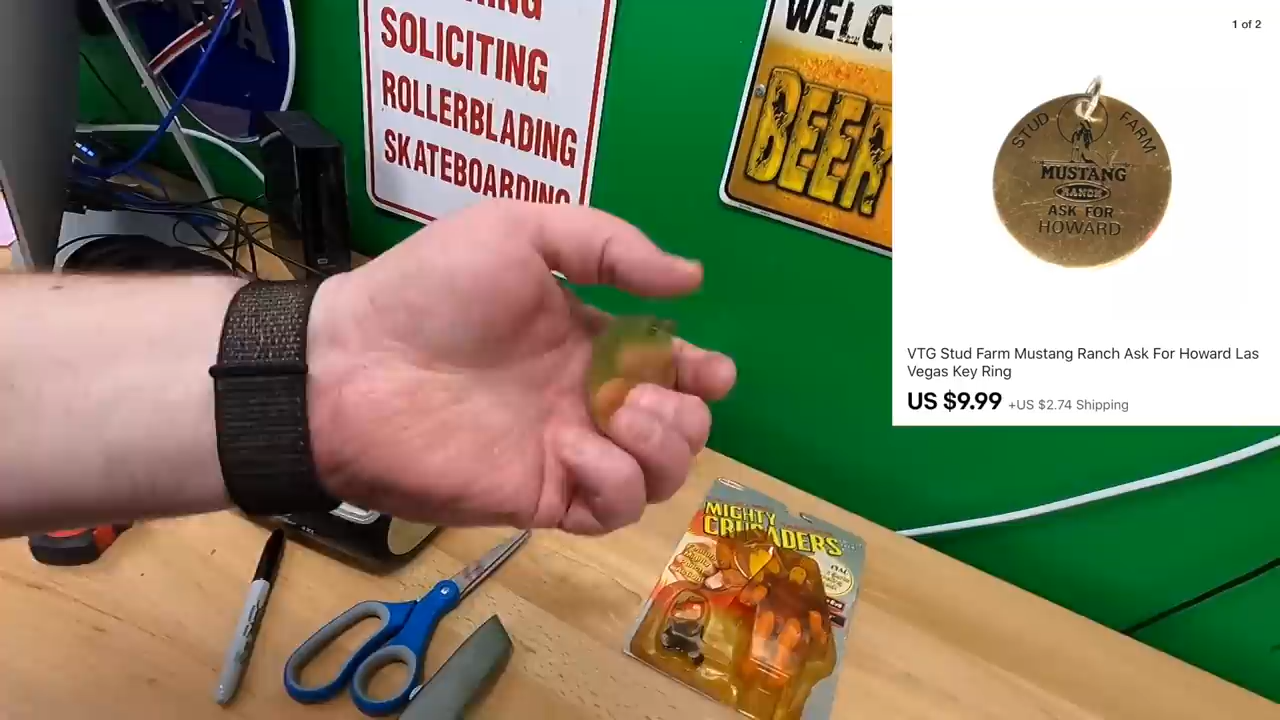 SOLICITING
ROLLERBLADING
SKATEBOARDING
WELC
BEER
1 of 2
STUD FARM
MUSTANG
RANCH
ASK FOR
HOWARD
VTG Stud Farm Mustang Ranch Ask For Howard Las
Vegas Key Ring
US $9.99 +US $2.74 Shipping
MIGHTY
CRUSADERS